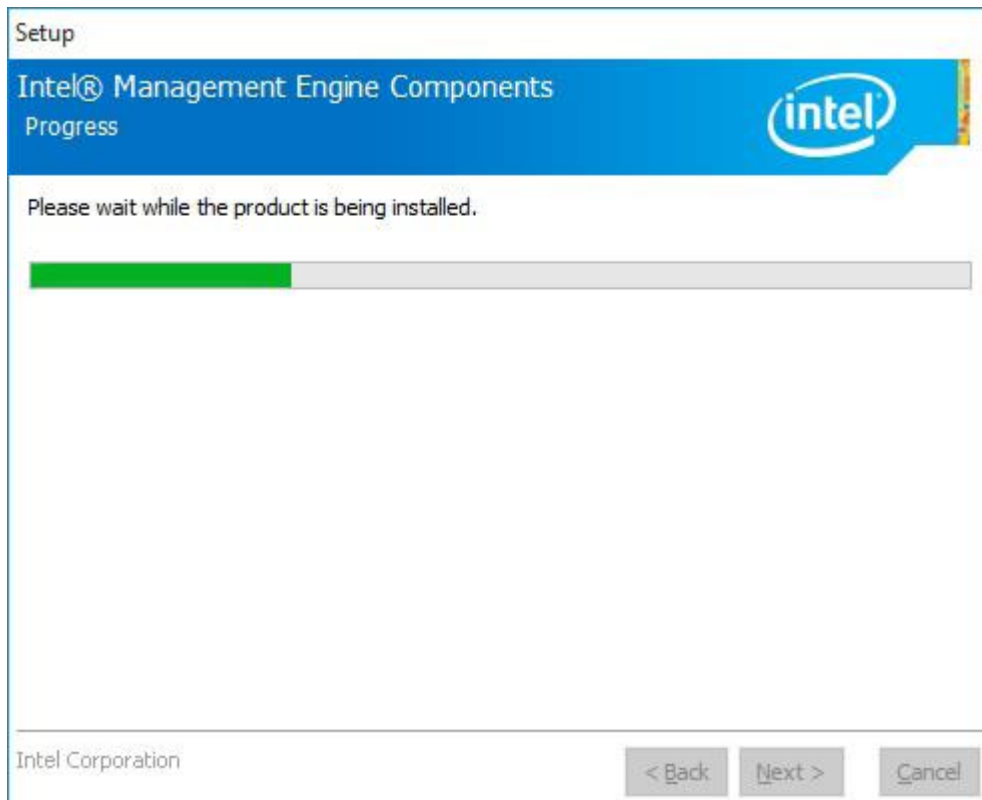 Setup
Intel® Management Engine Components
Progress
intel
Please wait while the product is being installed.
Intel Corporation
< Back
Next >
Cancel